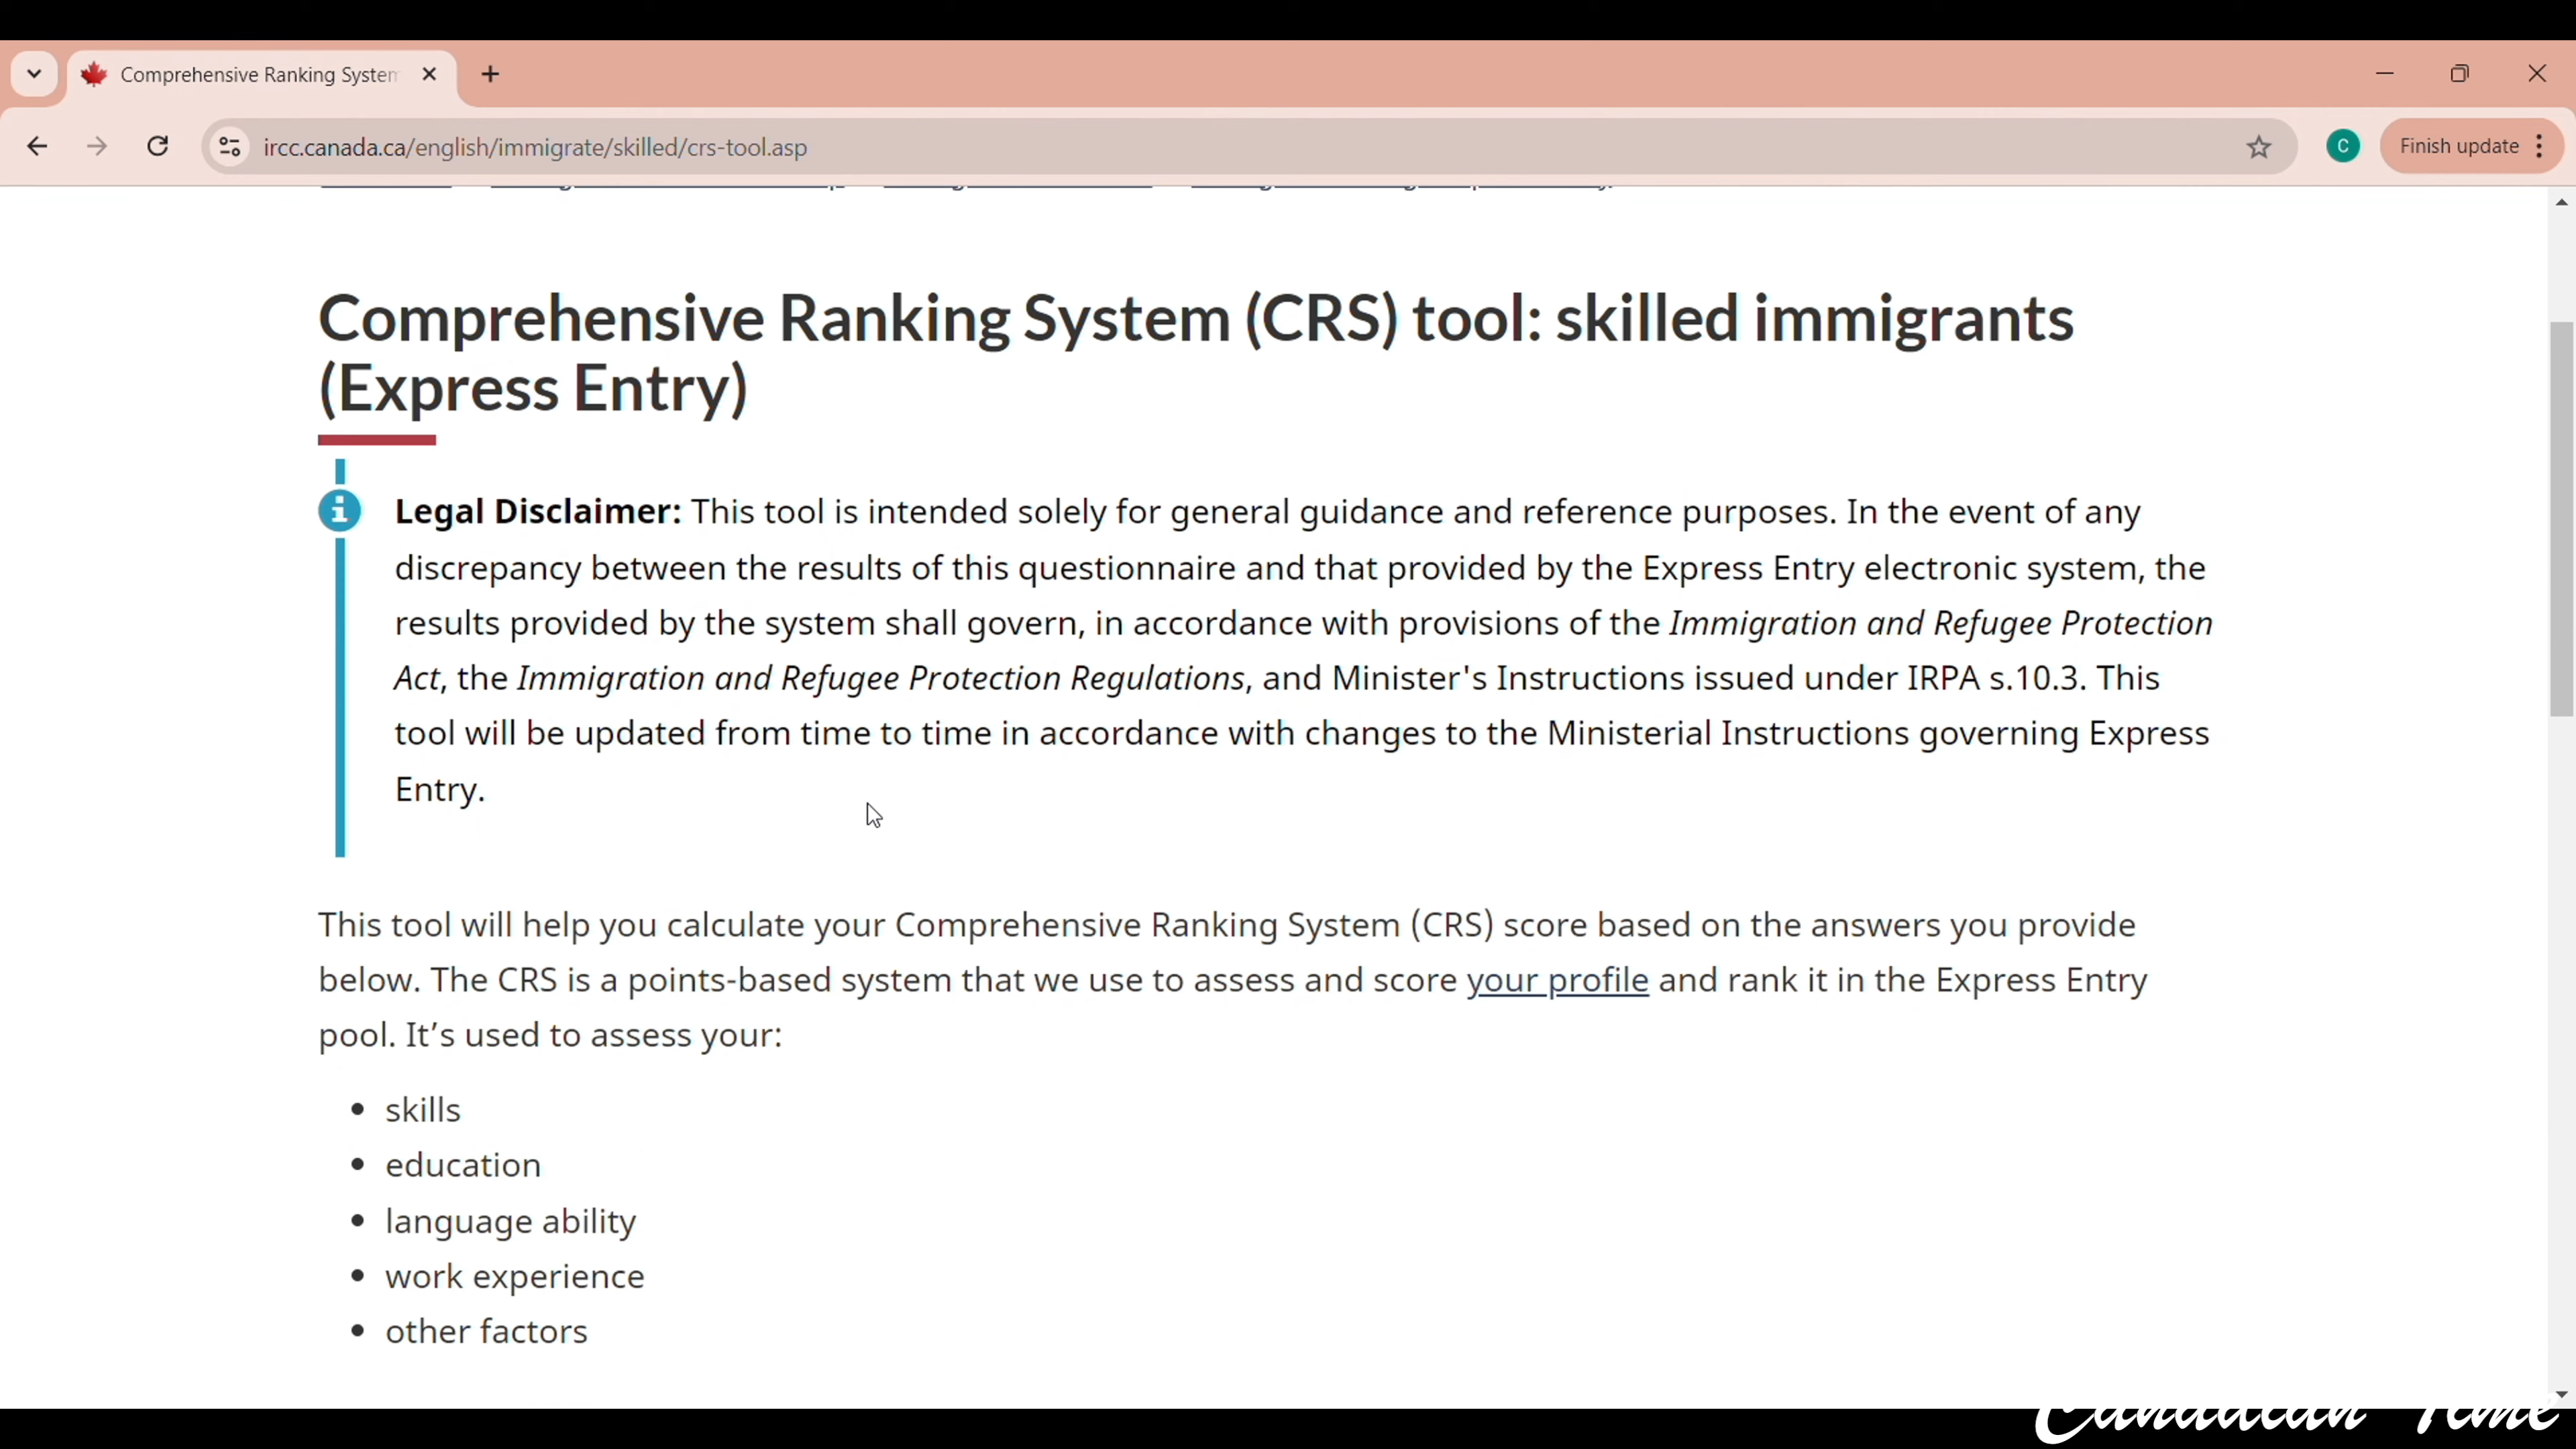 Comprehensive Ranking System
ircc.canada.ca/english/immigrate/skilled/crs-tool.asp
C
Finish update
Comprehensive Ranking System (CRS) tool: skilled immigrants
(Express Entry)
Legal Disclaimer: This tool is intended solely for general guidance and reference purposes. In the event of any
discrepancy between the results of this questionnaire and that provided by the Express Entry electronic system, the
results provided by the system shall govern, in accordance with provisions of the Immigration and Refugee Protection
Act, the Immigration and Refugee Protection Regulations, and Minister's Instructions issued under IRPA s.10.3. This
tool will be updated from time to time in accordance with changes to the Ministerial Instructions governing Express
Entry.
This tool will help you calculate your Comprehensive Ranking System (CRS) score based on the answers you provide
below. The CRS is a points-based system that we use to assess and score your profile and rank it in the Express Entry
pool. It’s used to assess your:
• skills
• education
• language ability
• work experience
• other factors
Canadian Time